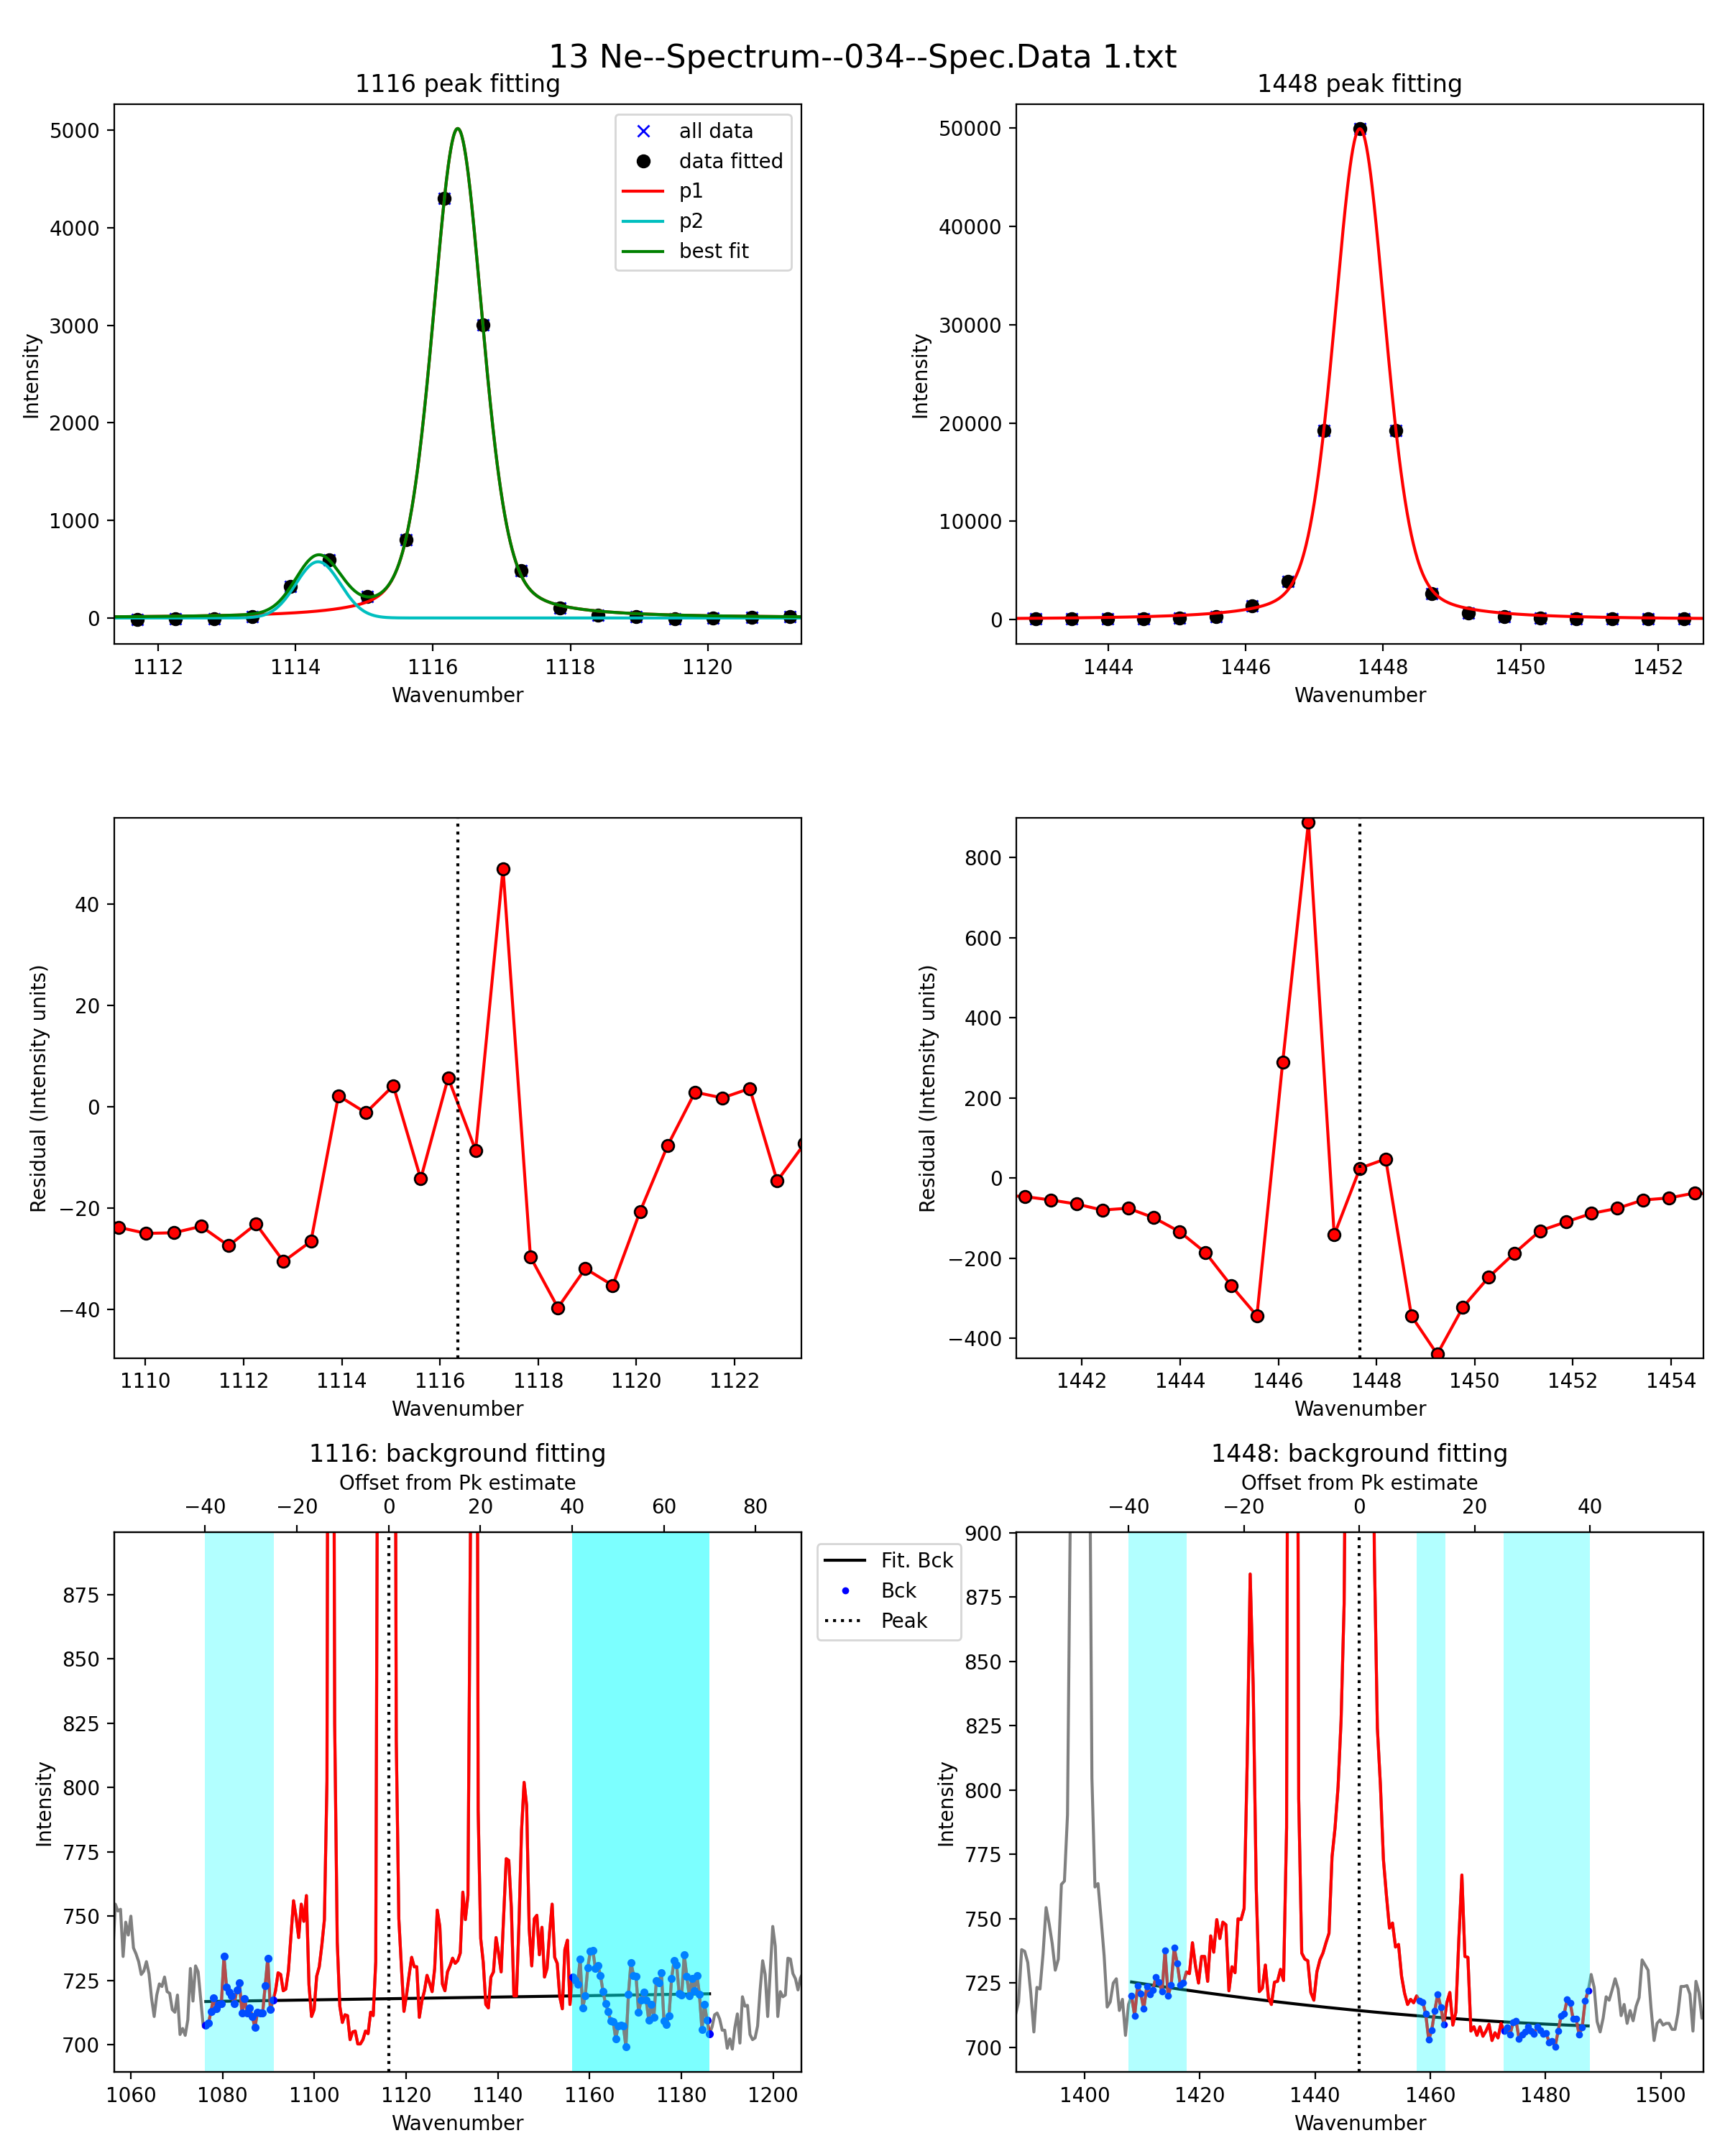 13 Ne--Spectrum--034--Spec.Data 1.txt
1116 peak fitting
5000
4000
3000
2000
1000
0
Intensity
all data
data fitted
p1
p2
best fit
1112 1114 1116 1118 1120
Wavenumber
1448 peak fitting
50000
40000
30000
20000
10000
0
Intensity
1444 1446 1448 1450 1452
Wavenumber
40
20
0
−20
−40
Residual (Intensity units)
1110 1112 1114 1116 1118 1120 1122
Wavenumber
800
600
400
200
0
−200
−400
Residual (Intensity units)
1442 1444 1446 1448 1450 1452 1454
Wavenumber
1116: background fitting
Offset from Pk estimate
−40 −20 0 20 40 60 80
875
850
825
800
775
750
725
700
Intensity
1060 1080 1100 1120 1140 1160 1180 1200
Wavenumber
Fit. Bck
Bck
Peak
1448: background fitting
Offset from Pk estimate
−40 −20 0 20 40
900
875
850
825
800
775
750
725
700
Intensity
1400 1420 1440 1460 1480 1500
Wavenumber